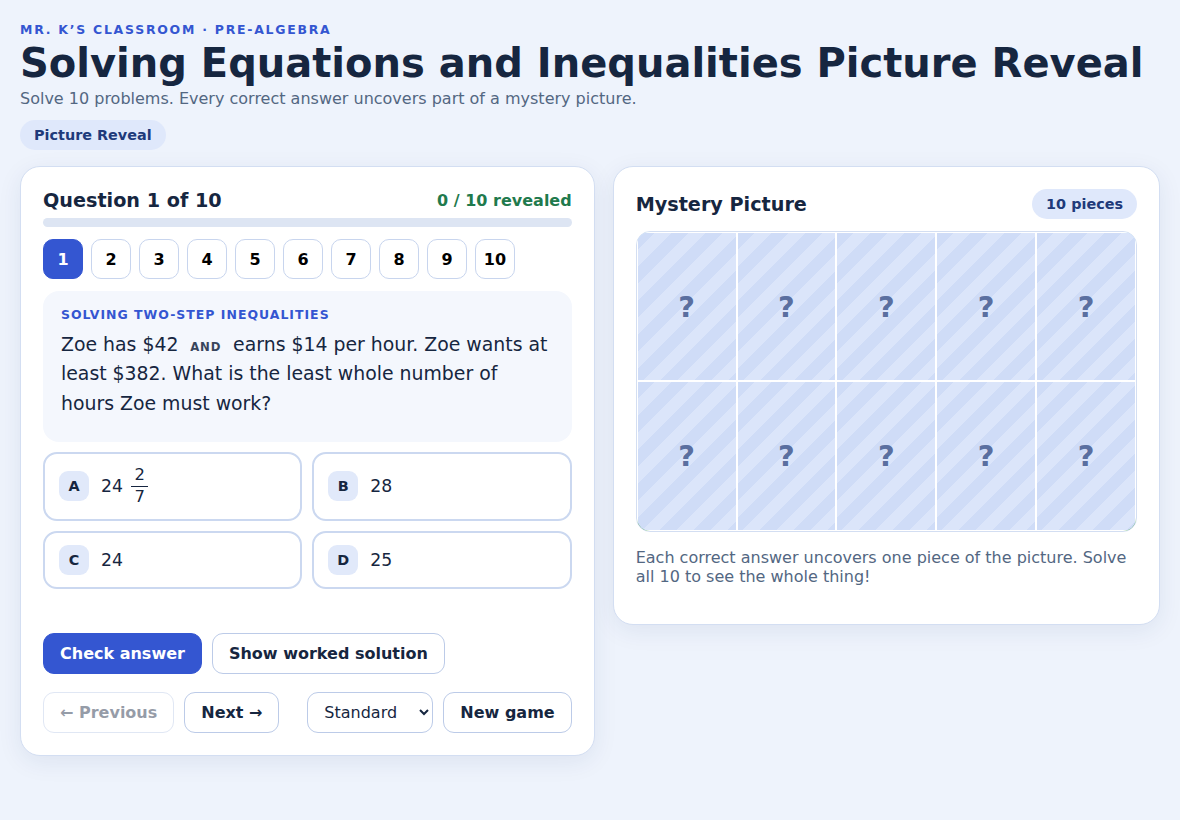 MR. K’S CLASSROOM · PRE-ALGEBRA
Solving Equations and Inequalities Picture Reveal
Solve 10 problems. Every correct answer uncovers part of a mystery picture.
Picture Reveal
Question 1 of 10
0 / 10 revealed
1 2 3 4 5 6 7 8 9 10
SOLVING TWO-STEP INEQUALITIES
Zoe has $42 AND earns $14 per hour. Zoe wants at
least $382. What is the least whole number of
hours Zoe must work?
A 24 2/7
B 28
C 24
D 25
Check answer
Show worked solution
← Previous
Next →
Standard
New game
Mystery Picture
10 pieces
? ? ? ? ?
? ? ? ? ?
Each correct answer uncovers one piece of the picture. Solve
all 10 to see the whole thing!